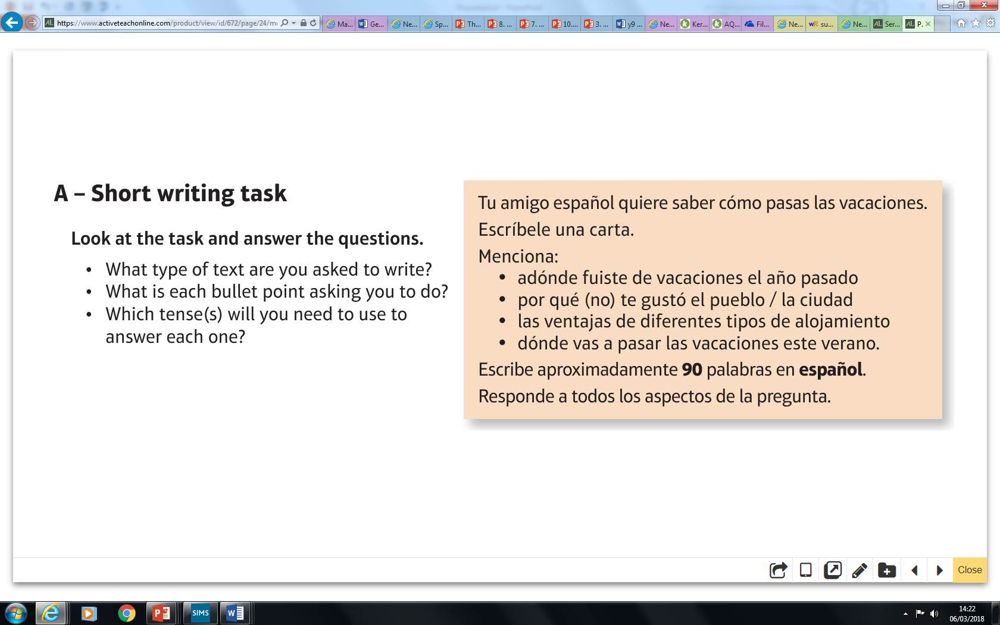 https://www.activeteachonline.com/product/view/id/672/page/24/m
Ma...
Ge...
Ne...
Sp...
Th...
8. ...
7. ...
10....
3. ...
y9 ...
Ne...
Ker...
AQ...
Fil...
Ne...
su...
Ne...
Ser...
P.
A – Short writing task
Look at the task and answer the questions.
• What type of text are you asked to write?
• What is each bullet point asking you to do?
• Which tense(s) will you need to use to
answer each one?
Tu amigo español quiere saber cómo pasas las vacaciones.
Escríbele una carta.
Menciona:
• adónde fuiste de vacaciones el año pasado
• por qué (no) te gustó el pueblo / la ciudad
• las ventajas de diferentes tipos de alojamiento
• dónde vas a pasar las vacaciones este verano.
Escribe aproximadamente 90 palabras en español.
Responde a todos los aspectos de la pregunta.
Close
SIMS
14:22
06/03/2018